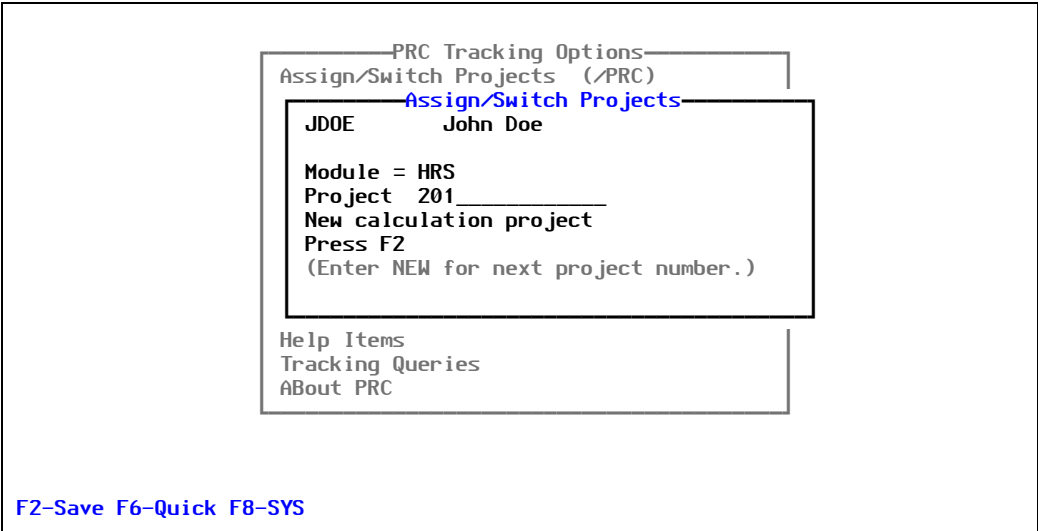 PRC Tracking Options
Assign/Switch Projects (/PRC)
Assign/Switch Projects
JDOE John Doe
Module = HRS
Project 201____________
New calculation project
Press F2
(Enter NEW for next project number.)
Help Items
Tracking Queries
ABout PRC
F2-Save F6-Quick F8-SYS